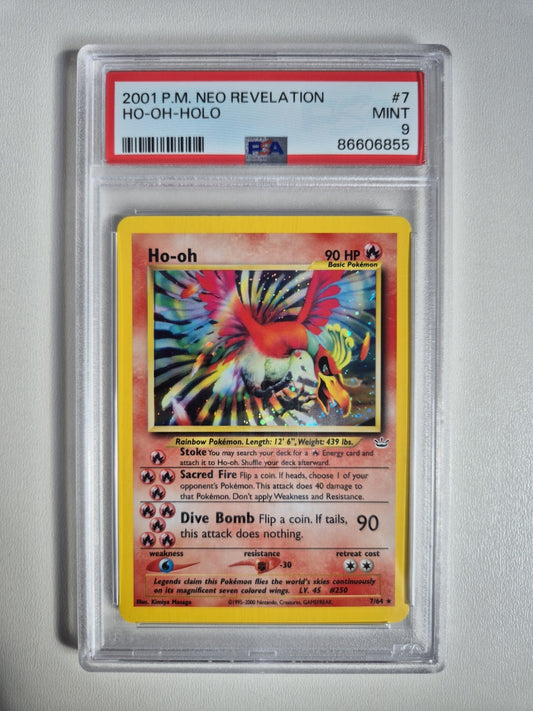 2001 P.M. NEO REVELATION #7
HO-OH-HOLO MINT
9
PSA
86606855
Ho-oh 90 HP
Basic Pokémon
Rainbow Pokémon. Length: 12' 6", Weight: 439 lbs.
Stoke You may search your deck for a Energy card and
attach it to Ho-oh. Shuffle your deck afterward.
Sacred Fire Flip a coin. If heads, choose 1 of your
opponent's Pokémon. This attack does 40 damage to
that Pokémon. Don't apply Weakness and Resistance.
Dive Bomb Flip a coin. If tails, 90
this attack does nothing.
weakness resistance retreat cost
-30
Legends claim this Pokémon flies the world's skies continuously
on its magnificent seven colored wings. LV. 45 #250
Illus. Kimiya Masago ©1995-2000 Nintendo, Creatures, GAMEFREAK. 7/64 ★